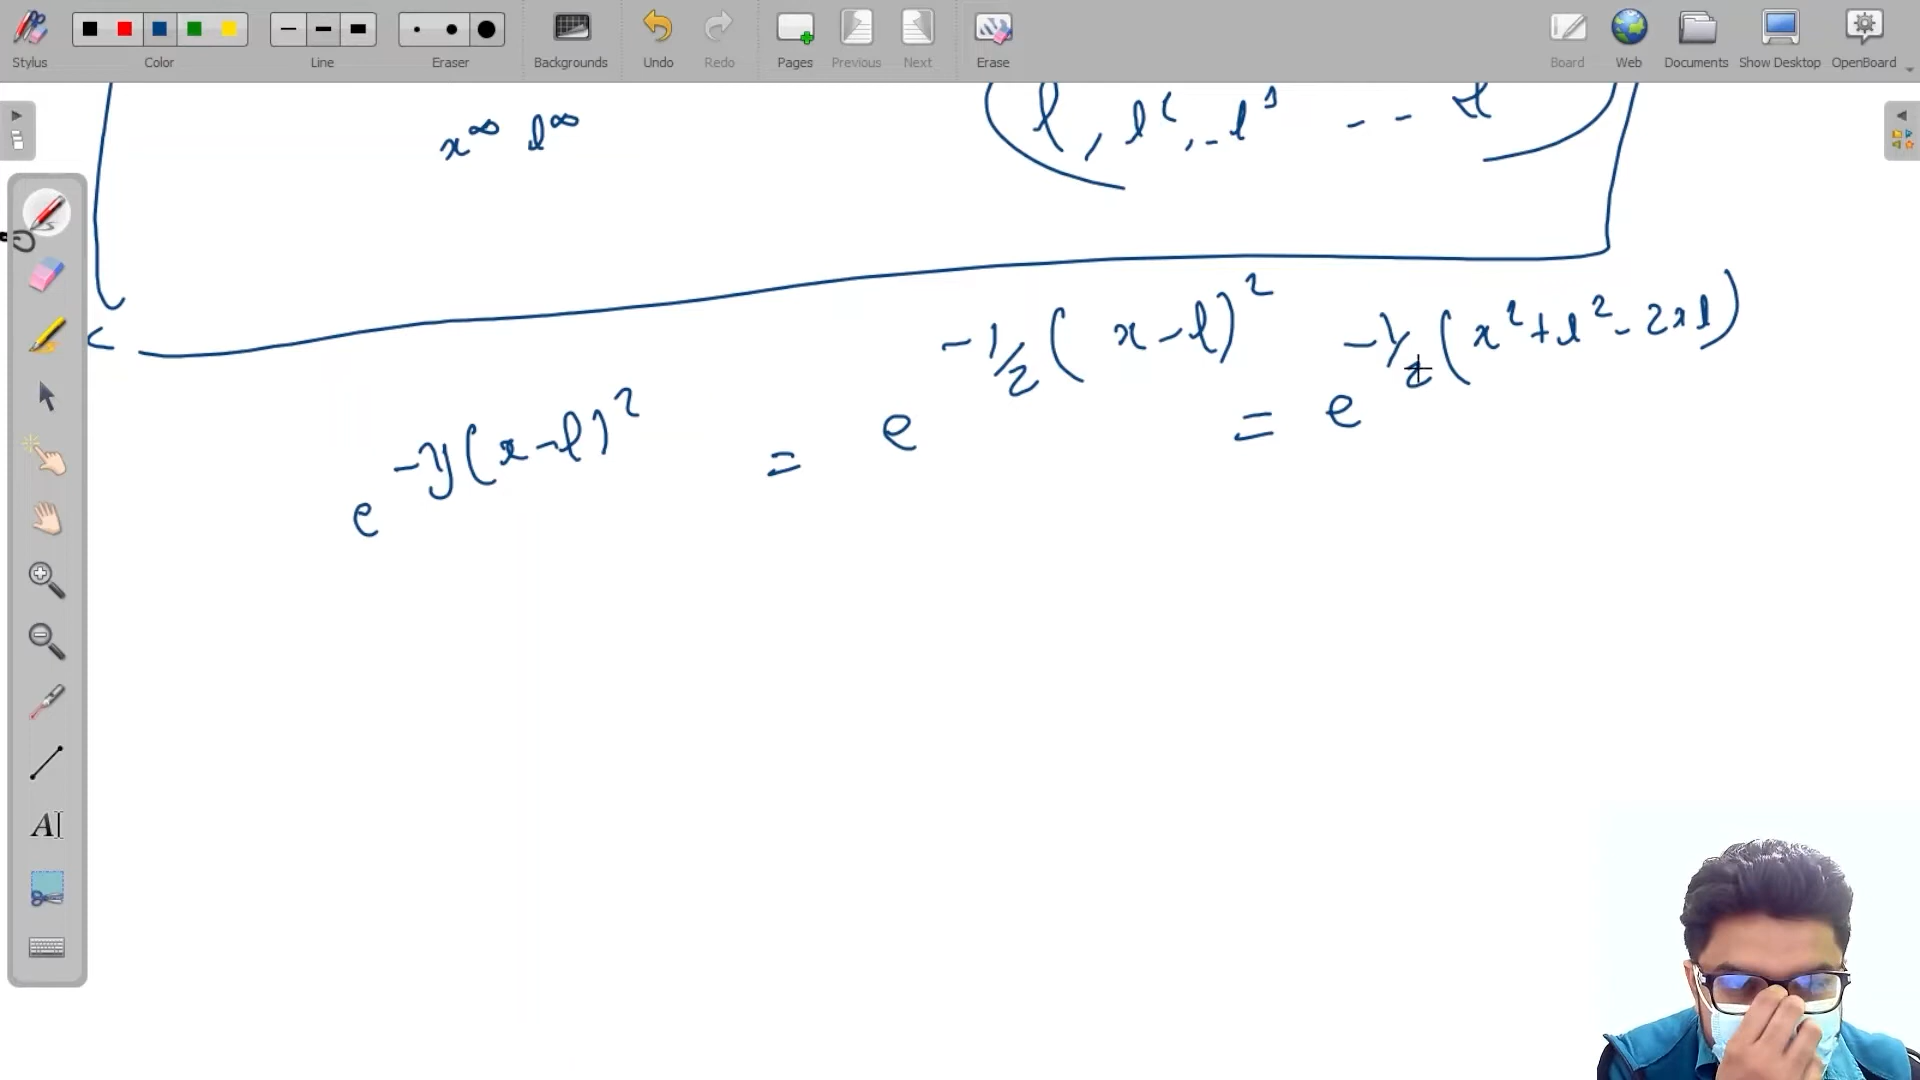 Stylus Color Line Eraser Backgrounds Undo Redo Pages Previous Next Erase Board Web Documents Show Desktop OpenBoard
x^∞ l^∞
l, l
e^{-γ(x-l)^2} = e^{-1/2(x-l)^2} = e^{-1/2(x^2+l^2-2xl)}